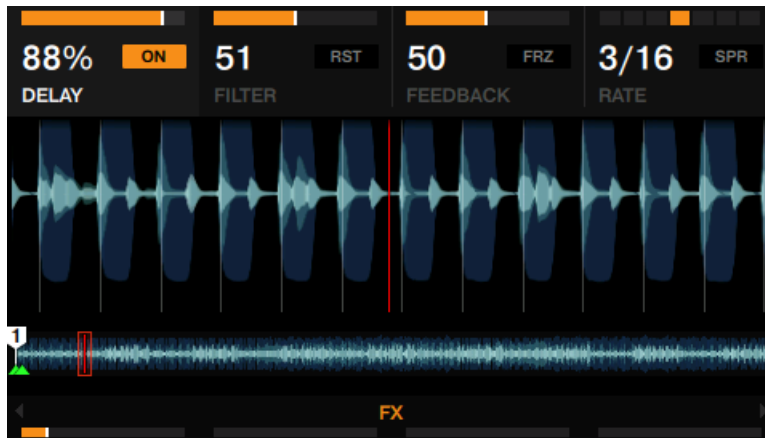 88% ON 51 RST 50 FRZ 3/16 SPR
DELAY FILTER FEEDBACK RATE
1
FX